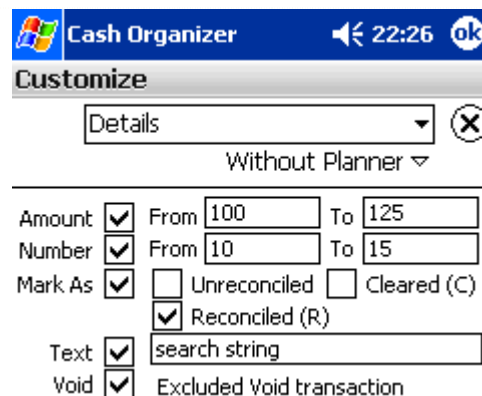 Cash Organizer 22:26 ok
Customize
Details
Without Planner
Amount From 100 To 125
Number From 10 To 15
Mark As Unreconciled Cleared (C)
Reconciled (R)
Text search string
Void Excluded Void transaction